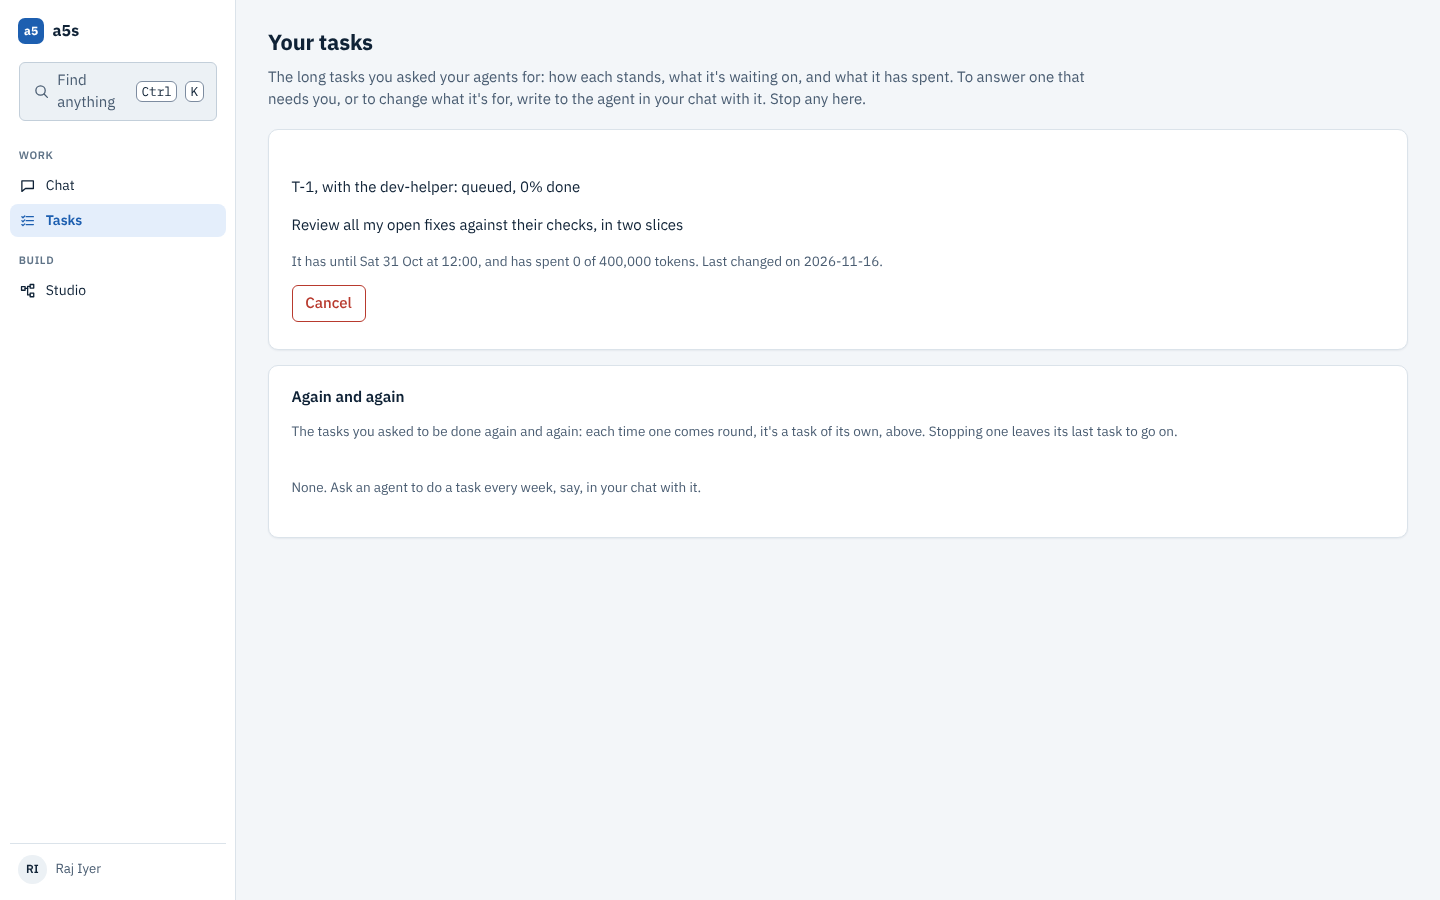 a5 a5s
Find anything Ctrl K
WORK
Chat
Tasks
BUILD
Studio
RI Raj Iyer
Your tasks
The long tasks you asked your agents for: how each stands, what it's waiting on, and what it has spent. To answer one that
needs you, or to change what it's for, write to the agent in your chat with it. Stop any here.
T-1, with the dev-helper: queued, 0% done
Review all my open fixes against their checks, in two slices
It has until Sat 31 Oct at 12:00, and has spent 0 of 400,000 tokens. Last changed on 2026-11-16.
Cancel
Again and again
The tasks you asked to be done again and again: each time one comes round, it's a task of its own, above. Stopping one leaves its last task to go on.
None. Ask an agent to do a task every week, say, in your chat with it.